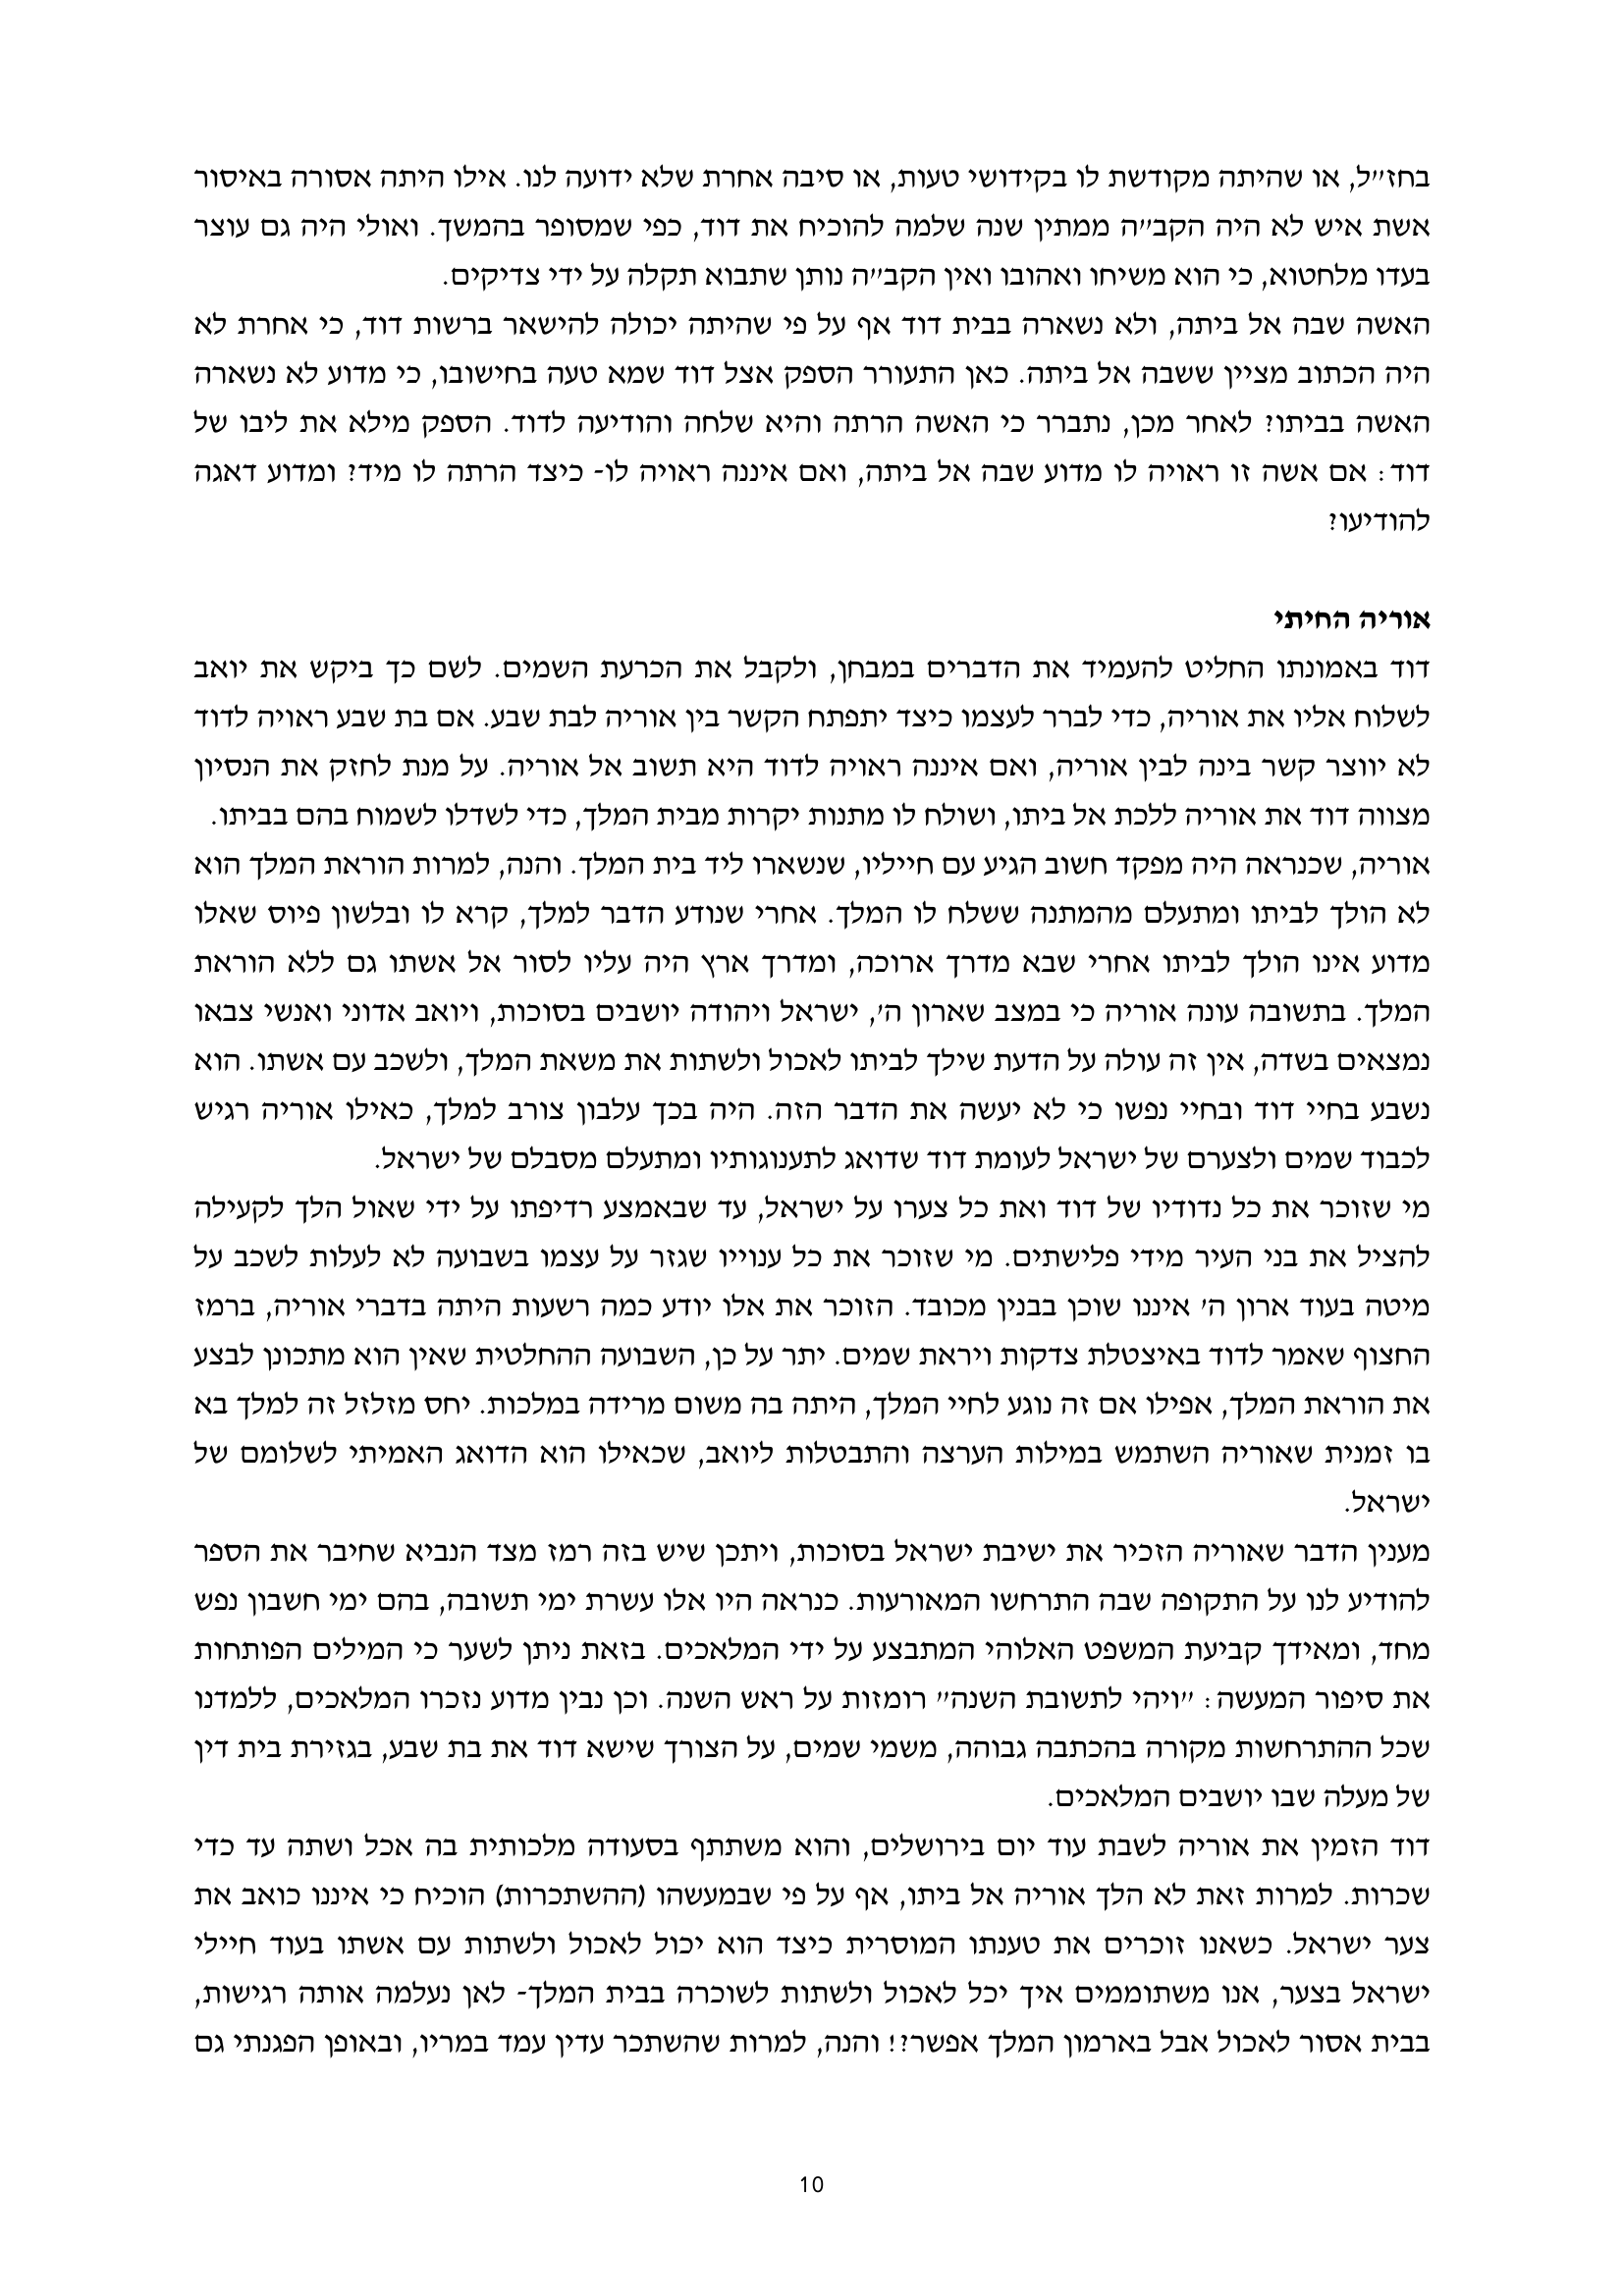 בחז״ל, או שהיתה מקודשת לו בקידושי טעות, או סיבה אחרת שלא ידועה לנו. אילו היתה אסורה באיסור
אשת איש לא היה הקב״ה ממתין שנה שלמה להוכיח את דוד, כפי שמסופר בהמשך. ואולי היה גם עוצר
בעדו מלחטוא, כי הוא משיחו ואהובו ואין הקב״ה נותן שתבוא תקלה על ידי צדיקים.
האשה שבה אל ביתה, ולא נשארה בבית דוד אף על פי שהיתה יכולה להישאר ברשות דוד, כי אחרת לא
היה הכתוב מציין ששבה אל ביתה. כאן התעורר הספק אצל דוד שמא טעה בחישובו, כי מדוע לא נשארה
האשה בביתו? לאחר מכן, נתברר כי האשה הרתה והיא שלחה והודיעה לדוד. הספק מילא את ליבו של
דוד: אם אשה זו ראויה לו מדוע שבה אל ביתה, ואם איננה ראויה לו- כיצד הרתה לו מיד? ומדוע דאגה
להודיעו?
אוריה החיתי
דוד באמונתו החליט להעמיד את הדברים במבחן, ולקבל את הכרעת השמים. לשם כך ביקש את יואב
לשלוח אליו את אוריה, כדי לברר לעצמו כיצד יתפתח הקשר בין אוריה לבת שבע. אם בת שבע ראויה לדוד
לא יווצר קשר בינה לבין אוריה, ואם איננה ראויה לדוד היא תשוב אל אוריה. על מנת לחזק את הנסיון
מצווה דוד את אוריה ללכת אל ביתו, ושולח לו מתנות יקרות מבית המלך, כדי לשדלו לשמוח בהם בביתו.
אוריה, שכנראה היה מפקד חשוב הגיע עם חייליו, שנשארו ליד בית המלך. והנה, למרות הוראת המלך הוא
לא הולך לביתו ומתעלם מהמתנה ששלח לו המלך. אחרי שנודע הדבר למלך, קרא לו ובלשון פיוס שאלו
מדוע אינו הולך לביתו אחרי שבא מדרך ארוכה, ומדרך ארץ היה עליו לסור אל אשתו גם ללא הוראת
המלך. בתשובה עונה אוריה כי במצב שארון ה׳, ישראל ויהודה יושבים בסוכות, ויואב אדוני ואנשי צבאו
נמצאים בשדה, אין זה עולה על הדעת שילך לביתו לאכול ולשתות את משאת המלך, ולשכב עם אשתו. הוא
נשבע בחיי דוד ובחיי נפשו כי לא יעשה את הדבר הזה. היה בכך עלבון צורב למלך, כאילו אוריה רגיש
לכבוד שמים ולצערם של ישראל לעומת דוד שדואג לתענוגותיו ומתעלם מסבלם של ישראל.
מי שזוכר את כל נדודיו של דוד ואת כל צערו על ישראל, עד שבאמצע רדיפתו על ידי שאול הלך לקעילה
להציל את בני העיר מידי פלישתים. מי שזוכר את כל ענוייו שגזר על עצמו בשבועה לא לעלות לשכב על
מיטה בעוד ארון ה׳ איננו שוכן בבנין מכובד. הזוכר את אלו יודע כמה רשעות היתה בדברי אוריה, ברמז
החצוף שאמר לדוד באיצטלת צדקות ויראת שמים. יתר על כן, השבועה ההחלטית שאין הוא מתכונן לבצע
את הוראת המלך, אפילו אם זה נוגע לחיי המלך, היתה בה משום מרידה במלכות. יחס מזלזל זה למלך בא
בו זמנית שאוריה השתמש במילות הערצה והתבטלות ליואב, שכאילו הוא הדואג האמיתי לשלומם של
ישראל.
מענין הדבר שאוריה הזכיר את ישיבת ישראל בסוכות, ויתכן שיש בזה רמז מצד הנביא שחיבר את הספר
להודיע לנו על התקופה שבה התרחשו המאורעות. כנראה היו אלו עשרת ימי תשובה, בהם ימי חשבון נפש
מחד, ומאידך קביעת המשפט האלוהי המתבצע על ידי המלאכים. בזאת ניתן לשער כי המילים הפותחות
את סיפור המעשה: ״ויהי לתשובת השנה״ רומזות על ראש השנה. וכן נבין מדוע נזכרו המלאכים, ללמדנו
שכל ההתרחשות מקורה בהכתבה גבוהה, משמי שמים, על הצורך שישא דוד את בת שבע, בגזירת בית דין
של מעלה שבו יושבים המלאכים.
דוד הזמין את אוריה לשבת עוד יום בירושלים, והוא משתתף בסעודה מלכותית בה אכל ושתה עד כדי
שכרות. למרות זאת לא הלך אוריה אל ביתו, אף על פי שבמעשהו (ההשתכרות) הוכיח כי איננו כואב את
צער ישראל. כשאנו זוכרים את טענתו המוסרית כיצד הוא יכול לאכול ולשתות עם אשתו בעוד חיילי
ישראל בצער, אנו משתוממים איך יכל לאכול ולשתות לשוכרה בבית המלך- לאן נעלמה אותה רגישות,
בבית אסור לאכול אבל בארמון המלך אפשר?! והנה, למרות שהשתכר עדין עמד במריו, ובאופן הפגנתי גם
10